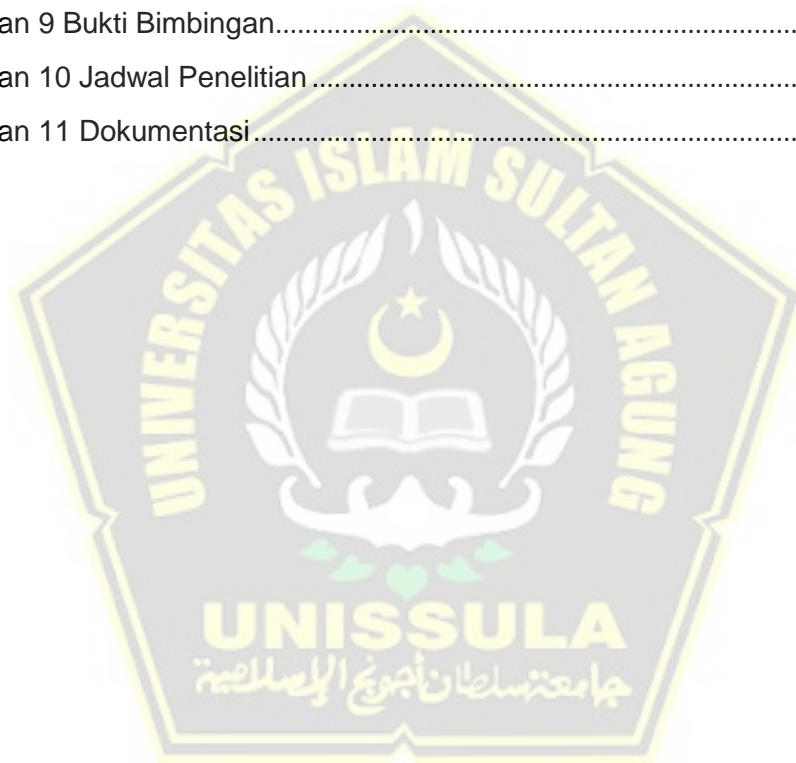 an 9 Bukti Bimbingan..................................................................
an 10 Jadwal Penelitian..............................................................
an 11 Dokumentasi.....................................................................
UNIVERSITAS ISLAM SULTAN AGUNG
UNISSULA
جامعة سلطان أجونج الإسلامية